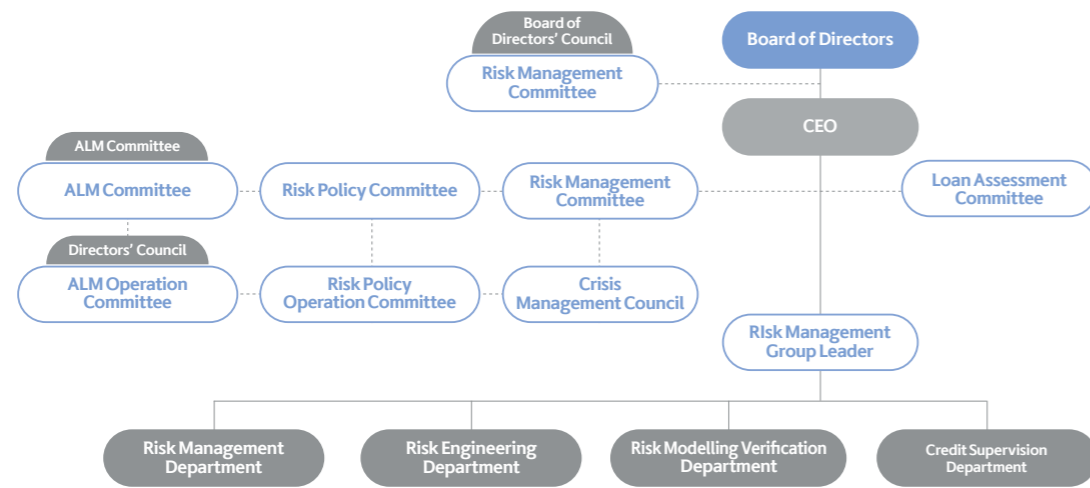 Board of
Directors' Council
Board of Directors
Risk Management
Committee
CEO
ALM Committee
ALM Committee
Risk Policy Committee
Risk Management
Committee
Loan Assessment
Committee
Directors' Council
ALM Operation
Committee
Risk Policy
Operation Committee
Crisis
Management Council
RIsk Management
Group Leader
Risk Management
Department
Risk Engineering
Department
Risk Modelling Verification
Department
Credit Supervision
Department